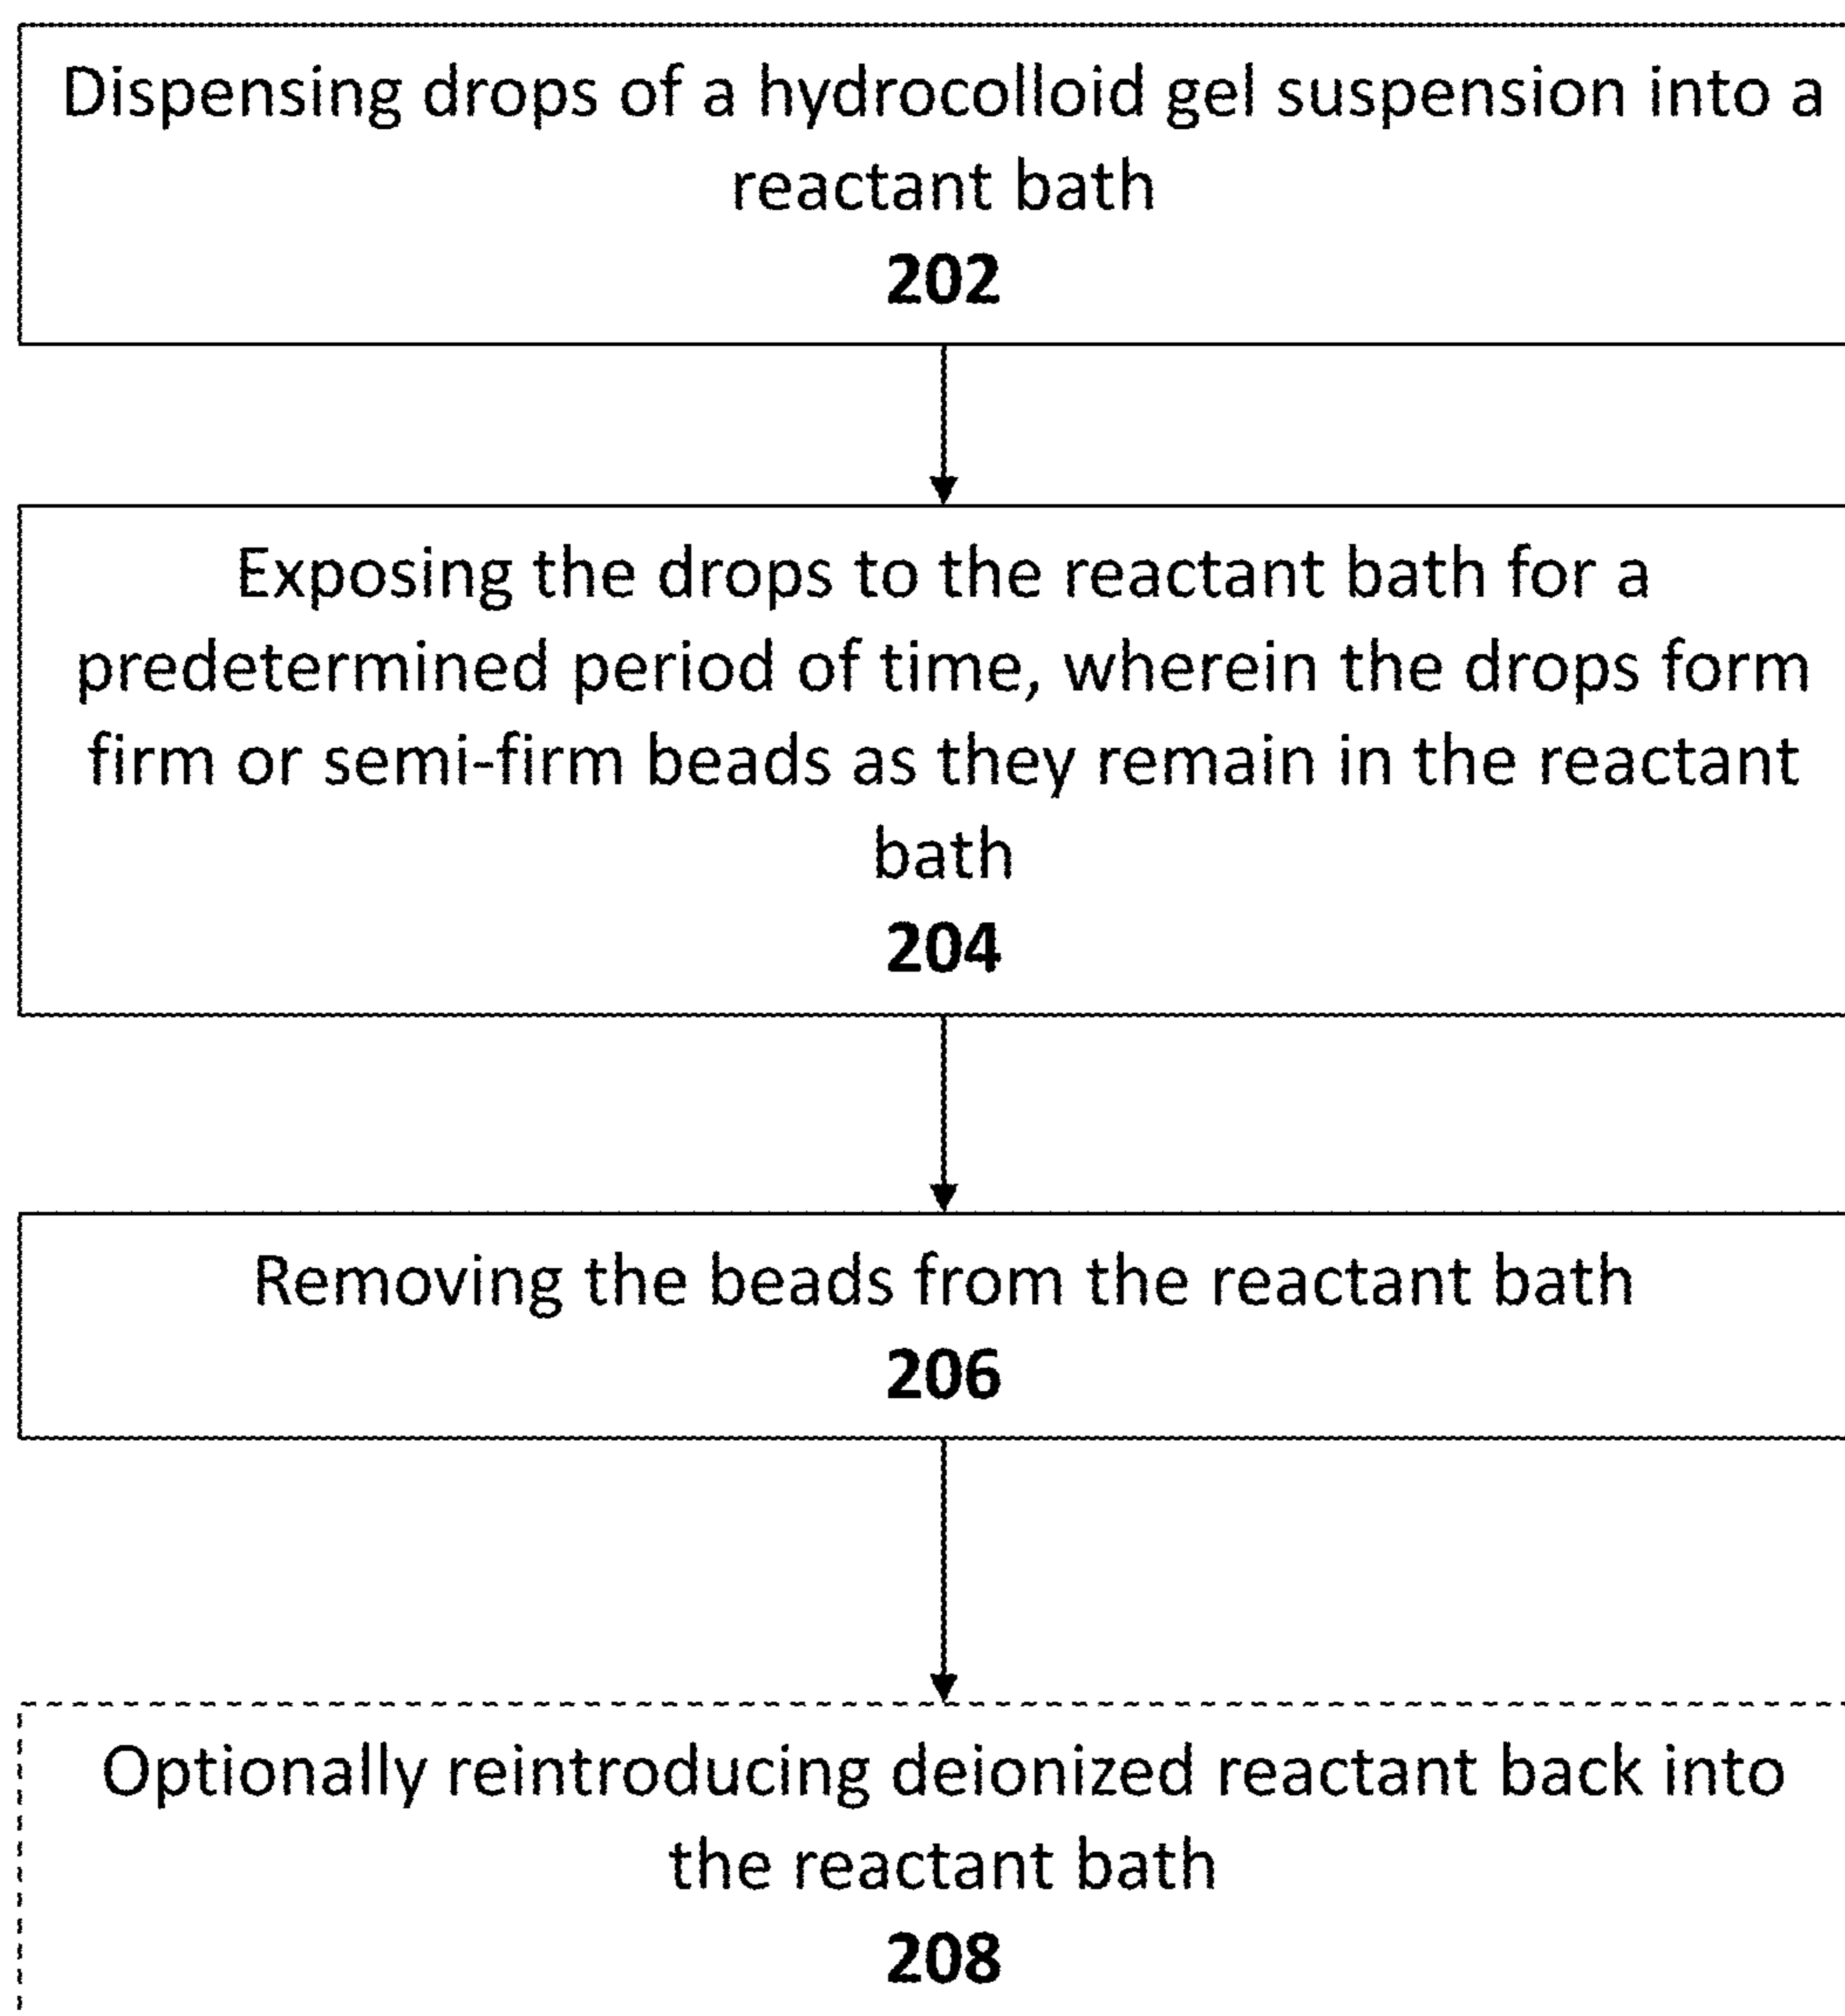 Dispensing drops of a hydrocolloid gel suspension into a
reactant bath
202
Exposing the drops to the reactant bath for a
predetermined period of time, wherein the drops form
firm or semi-firm beads as they remain in the reactant
bath
204
Removing the beads from the reactant bath
206
Optionally reintroducing deionized reactant back into
the reactant bath
208